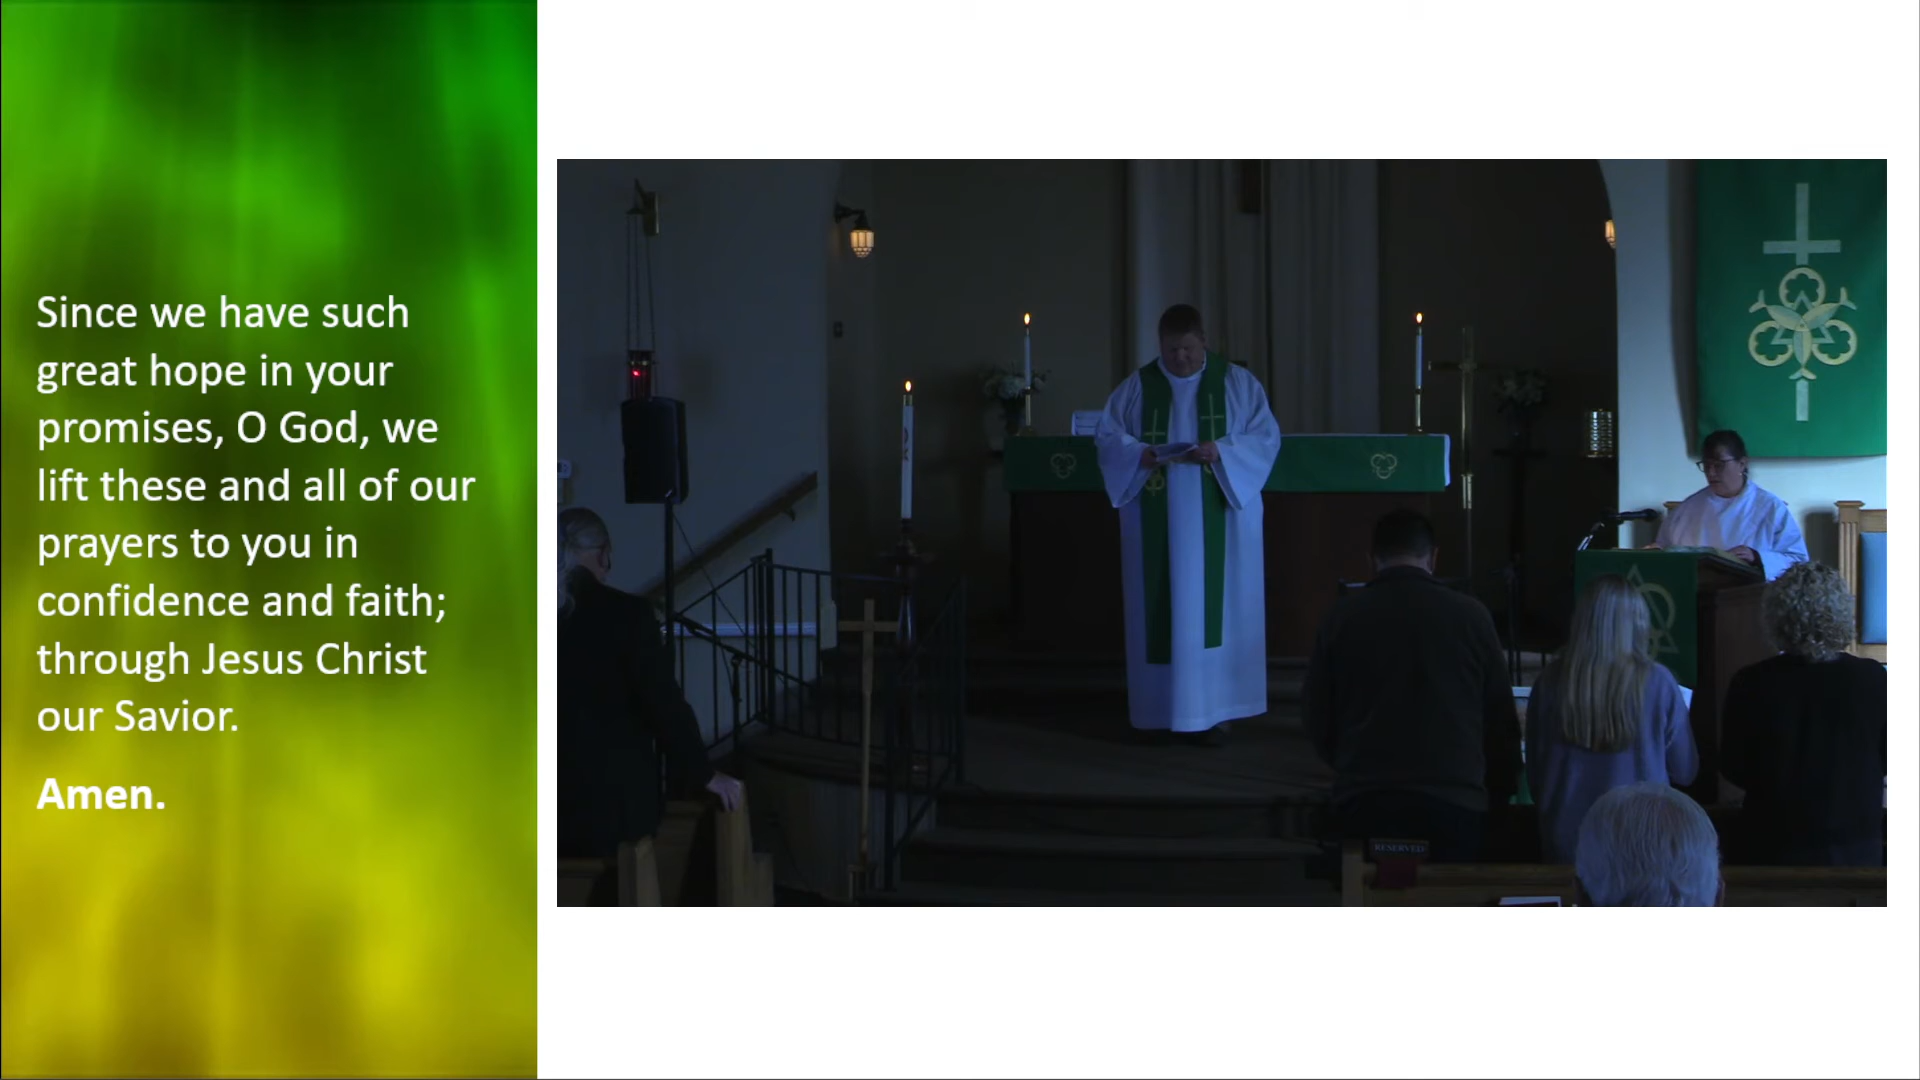 Since we have such
great hope in your
promises, O God, we
lift these and all of our
prayers to you in
confidence and faith;
through Jesus Christ
our Savior.
Amen.
RESERVED